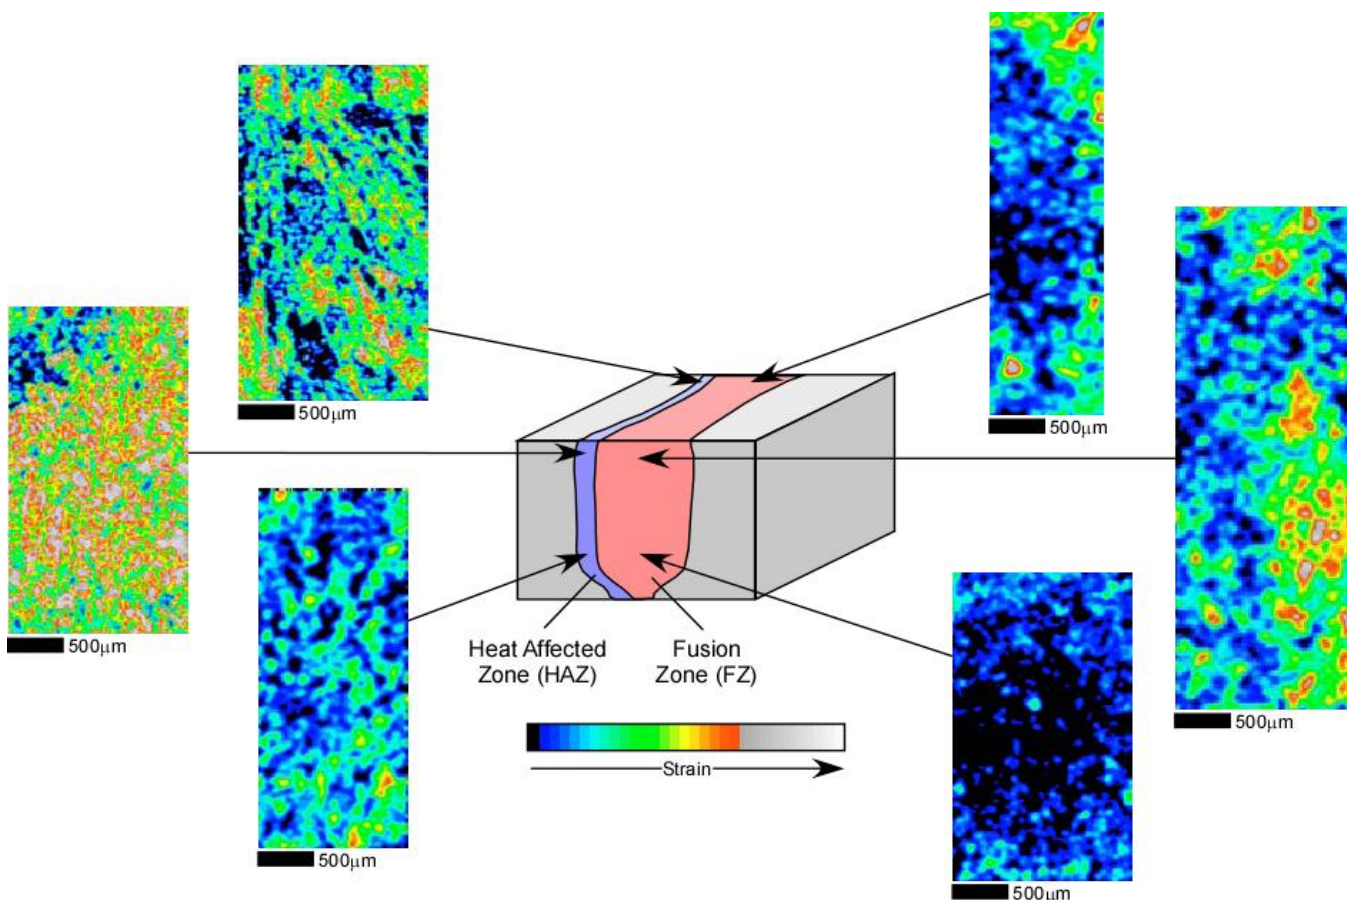 500μm
500μm
500μm
500μm
500μm
500μm
Heat Affected
Zone (HAZ)
Fusion
Zone (FZ)
Strain